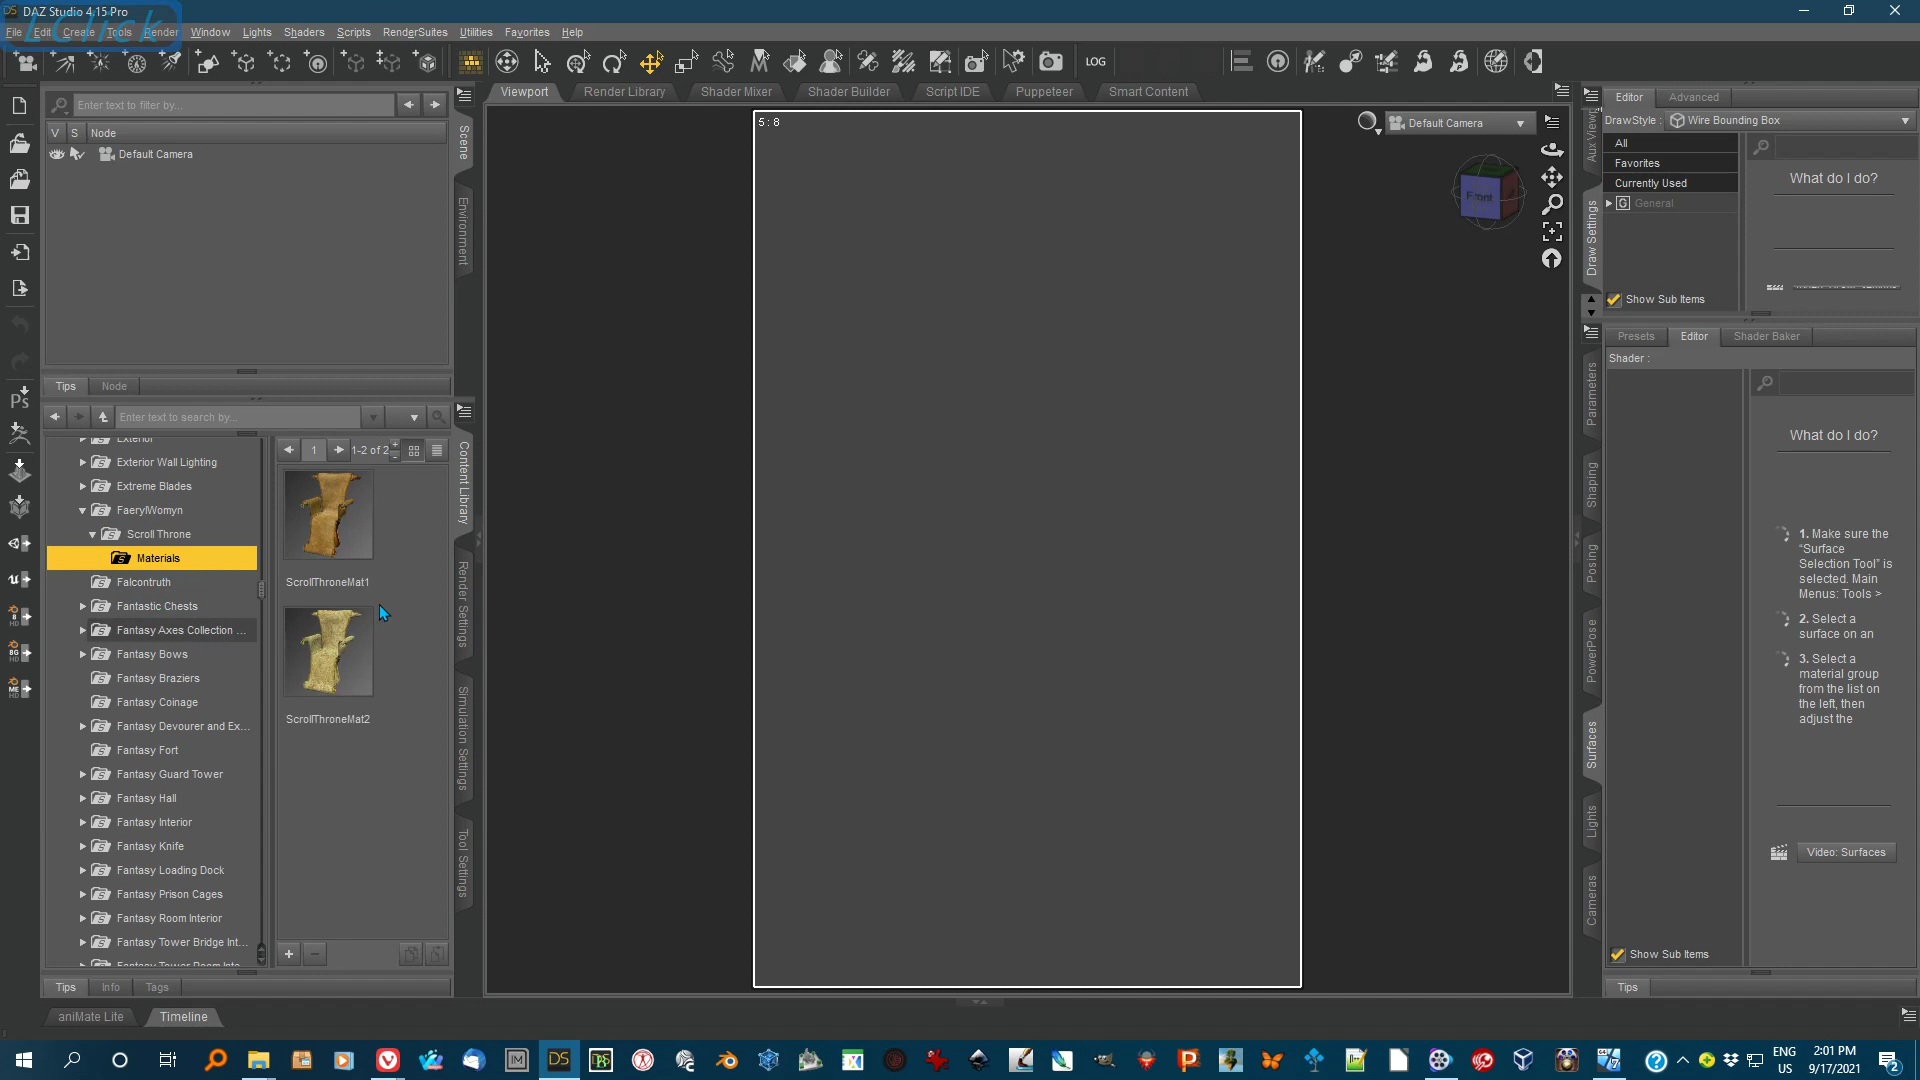 DAZ Studio 4.15 Pro
LClick
File Edit Create Tools Render Window Lights Shaders Scripts RenderSuites Utilities Favorites Help
LOG
Enter text to filter by...
V S Node
Default Camera
Scene
Environment
Tips Node
Enter text to search by...
Exterior
Exterior Wall Lighting
Extreme Blades
FaerylWomyn
Scroll Throne
Materials
Falcontruth
Fantastic Chests
Fantasy Axes Collection ...
Fantasy Bows
Fantasy Braziers
Fantasy Coinage
Fantasy Devourer and Ex...
Fantasy Fort
Fantasy Guard Tower
Fantasy Hall
Fantasy Interior
Fantasy Knife
Fantasy Loading Dock
Fantasy Prison Cages
Fantasy Room Interior
Fantasy Tower Bridge Int...
Fantasy Tower Room Inte...
1 1-2 of 2
ScrollThroneMat1
ScrollThroneMat2
Content Library
Render Settings
Simulation Settings
Tool Settings
Tips Info Tags
aniMate Lite Timeline
Viewport Render Library Shader Mixer Shader Builder Script IDE Puppeteer Smart Content
5 : 8
Default Camera
Front
Aux Viewp
Draw Settings
Editor Advanced
DrawStyle : Wire Bounding Box
All
Favorites
Currently Used
General
What do I do?
Show Sub Items
Parameters
Shaping
Posing
PowerPose
Surfaces
Lights
Cameras
Presets Editor Shader Baker
Shader :
What do I do?
1. Make sure the
“Surface
Selection Tool” is
selected. Main
Menus: Tools >
2. Select a
surface on an
3. Select a
material group
from the list on
the left, then
adjust the
Video: Surfaces
Show Sub Items
Tips
ENG
US
2:01 PM
9/17/2021
2